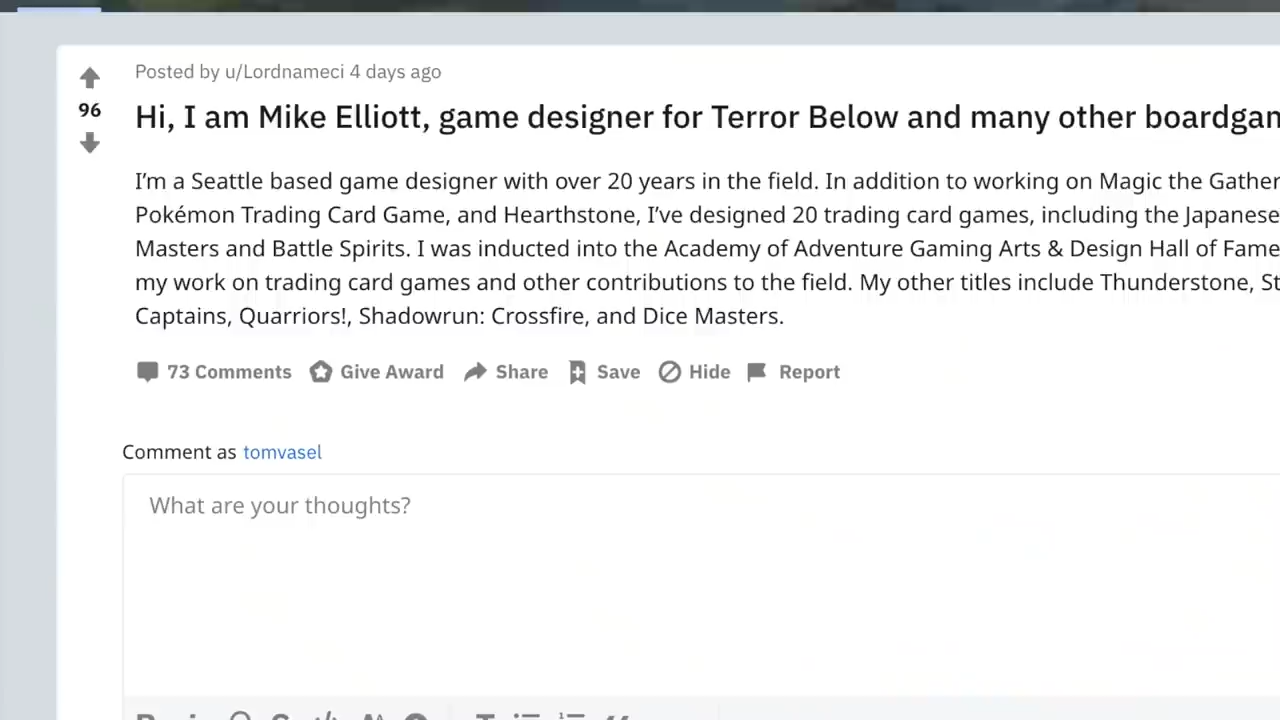 Posted by u/Lordnameci 4 days ago
96
Hi, I am Mike Elliott, game designer for Terror Below and many other
I'm a Seattle based game designer with over 20 years in the field. In addition to working on Magic the
Pokémon Trading Card Game, and Hearthstone, I've designed 20 trading card games, including the Japanese
Masters and Battle Spirits. I was inducted into the Academy of Adventure Gaming Arts & Design Hall of Fame
my work on trading card games and other contributions to the field. My other titles include Thunderstone,
Captains, Quarriors!, Shadowrun: Crossfire, and Dice Masters.
73 Comments Give Award Share Save Hide Report
Comment as tomvasel
What are your thoughts?